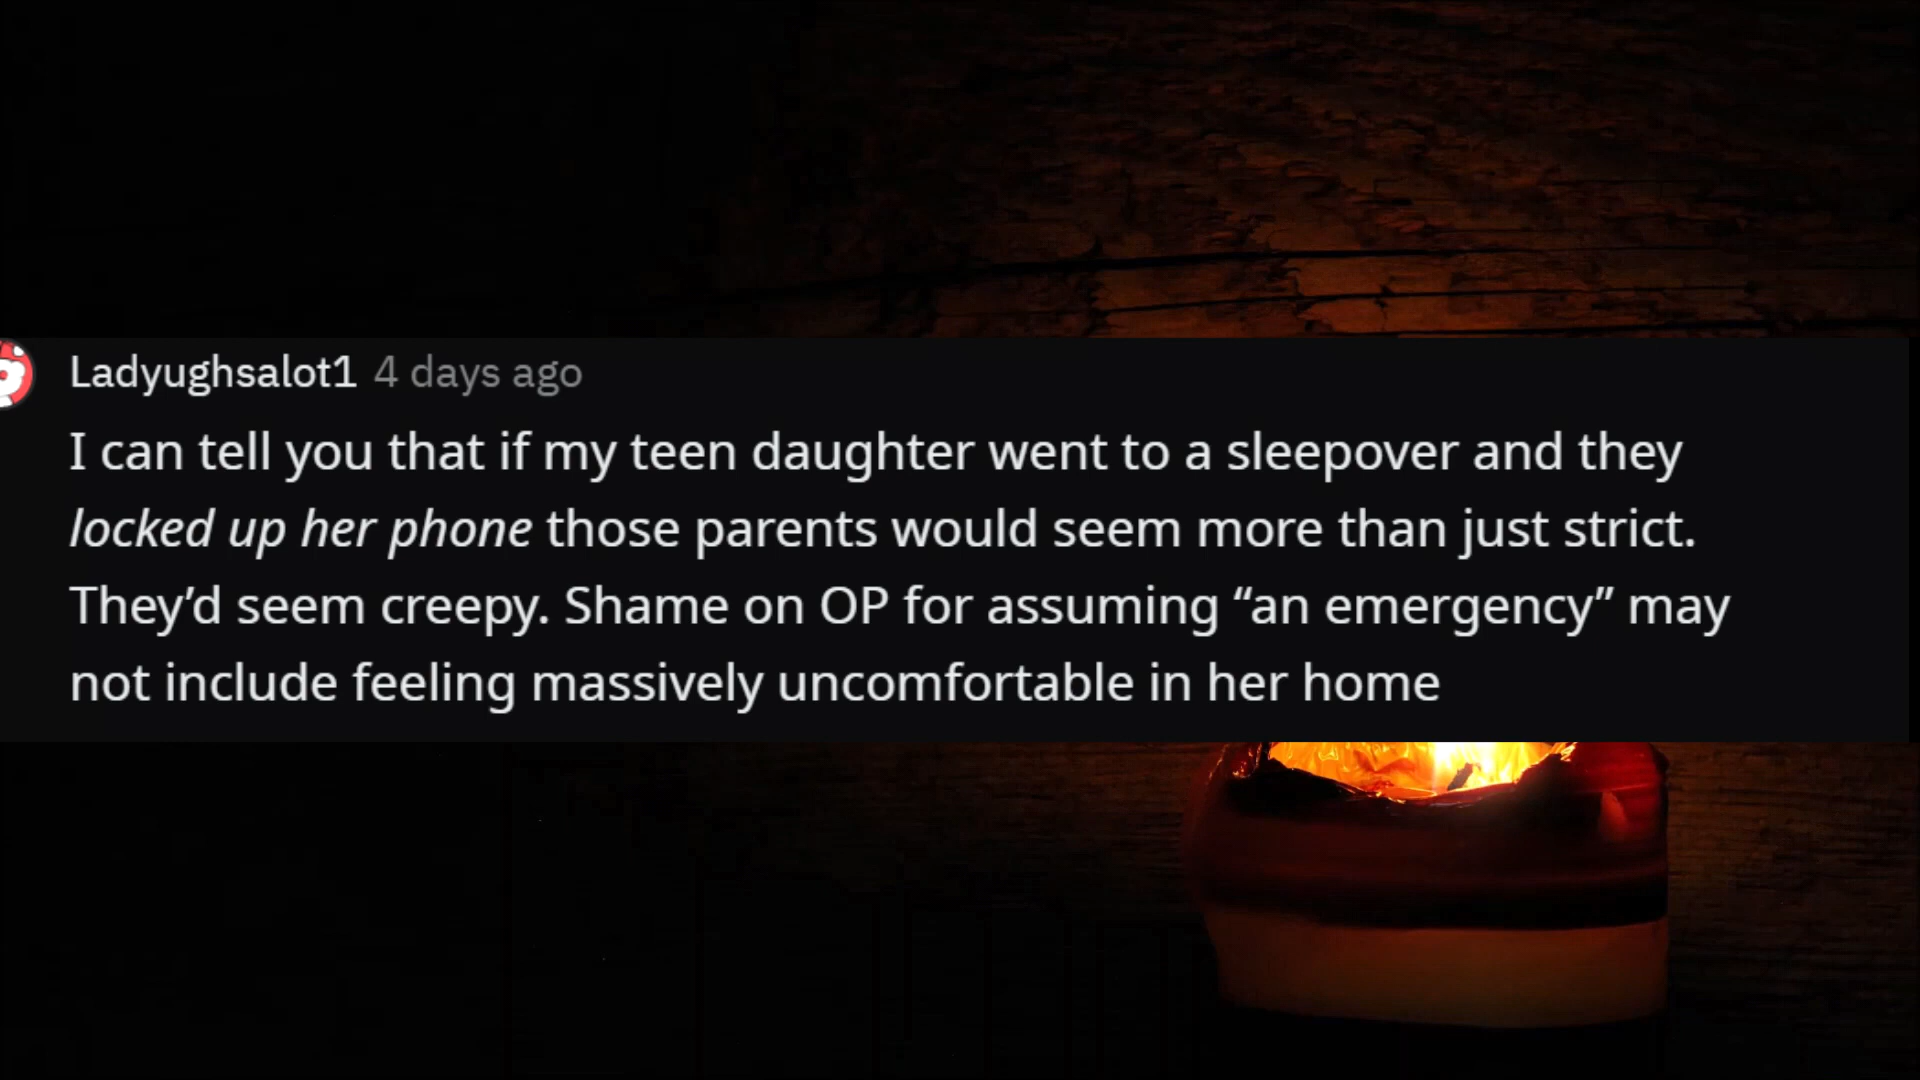 Ladyughsalot1 4 days ago
I can tell you that if my teen daughter went to a sleepover and they
locked up her phone those parents would seem more than just strict.
They’d seem creepy. Shame on OP for assuming “an emergency” may
not include feeling massively uncomfortable in her home